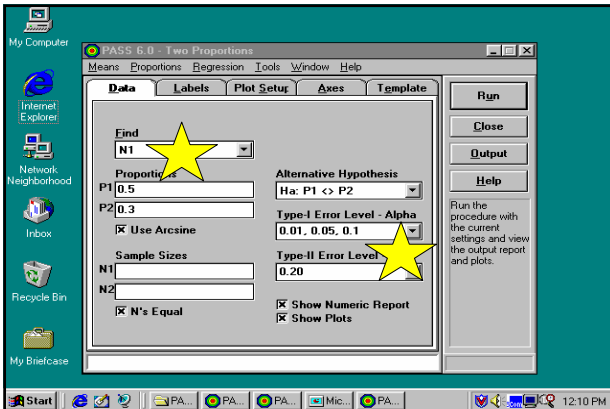 My Computer
Internet
Explorer
Network
Neighborhood
Inbox
Recycle Bin
My Briefcase
PASS 6.0 - Two Proportions
Means Proportions Regression Tools Window Help
Data Labels Plot Setup Axes Template
Find
N1
Proportions
P1 0.5
P2 0.3
Use Arcsine
Sample Sizes
N1
N2
N's Equal
Alternative Hypothesis
Ha: P1 <> P2
Type-I Error Level - Alpha
0.01, 0.05, 0.1
Type-II Error Level
0.20
Show Numeric Report
Show Plots
Run
Close
Output
Help
Run the
procedure with
the current
settings and view
the output report
and plots.
Start PA... PA... PA... Mic... PA... 12:10 PM